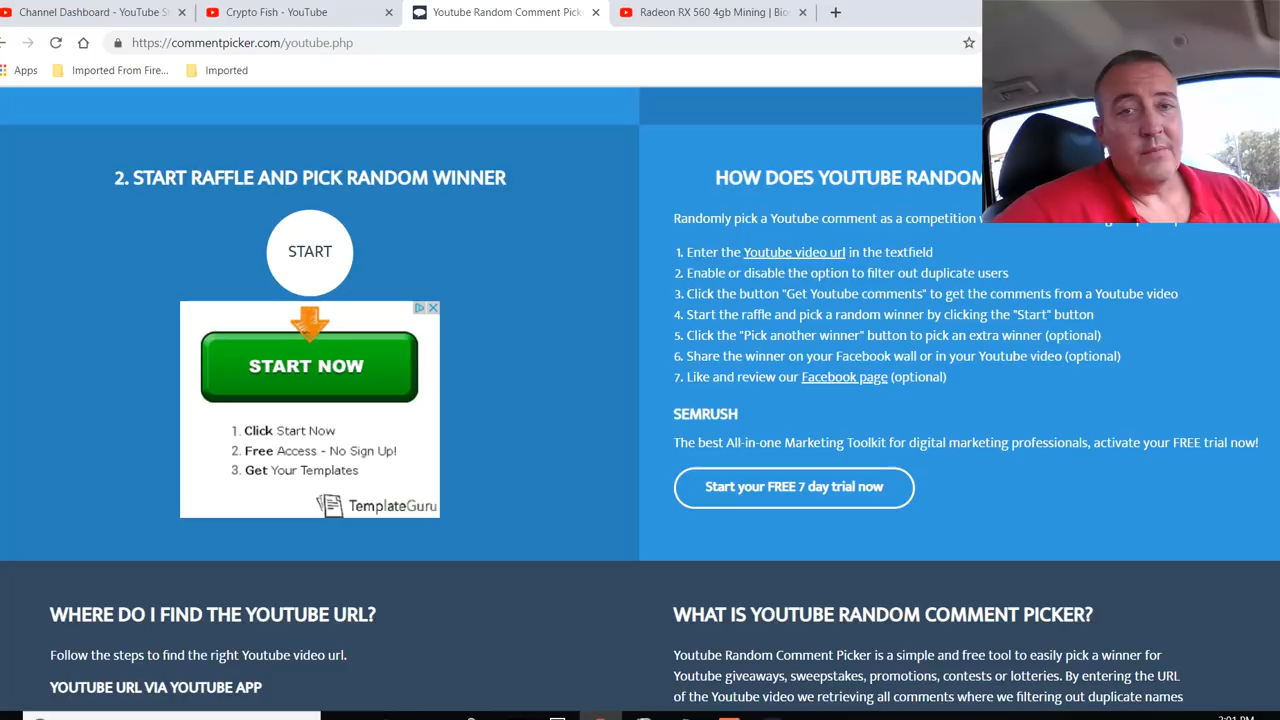 Channel Dashboard - YouTube S
Crypto Fish - YouTube
Youtube Random Comment Pick
Radeon RX 560 4gb Mining | Bio
https://commentpicker.com/youtube.php
Apps
Imported From Fire...
Imported
2. START RAFFLE AND PICK RANDOM WINNER
START
START NOW
1. Click Start Now
2. Free Access - No Sign Up!
3. Get Your Templates
TemplateGuru
HOW DOES YOUTUBE RANDOM
Randomly pick a Youtube comment as a competition
1. Enter the Youtube video url in the textfield
2. Enable or disable the option to filter out duplicate users
3. Click the button "Get Youtube comments" to get the comments from a Youtube video
4. Start the raffle and pick a random winner by clicking the "Start" button
5. Click the "Pick another winner" button to pick an extra winner (optional)
6. Share the winner on your Facebook wall or in your Youtube video (optional)
7. Like and review our Facebook page (optional)
SEMRUSH
The best All-in-one Marketing Toolkit for digital marketing professionals, activate your FREE trial now!
Start your FREE 7 day trial now
WHERE DO I FIND THE YOUTUBE URL?
Follow the steps to find the right Youtube video url.
YOUTUBE URL VIA YOUTUBE APP
WHAT IS YOUTUBE RANDOM COMMENT PICKER?
Youtube Random Comment Picker is a simple and free tool to easily pick a winner for
Youtube giveaways, sweepstakes, promotions, contests or lotteries. By entering the URL
of the Youtube video we retrieving all comments where we filtering out duplicate names